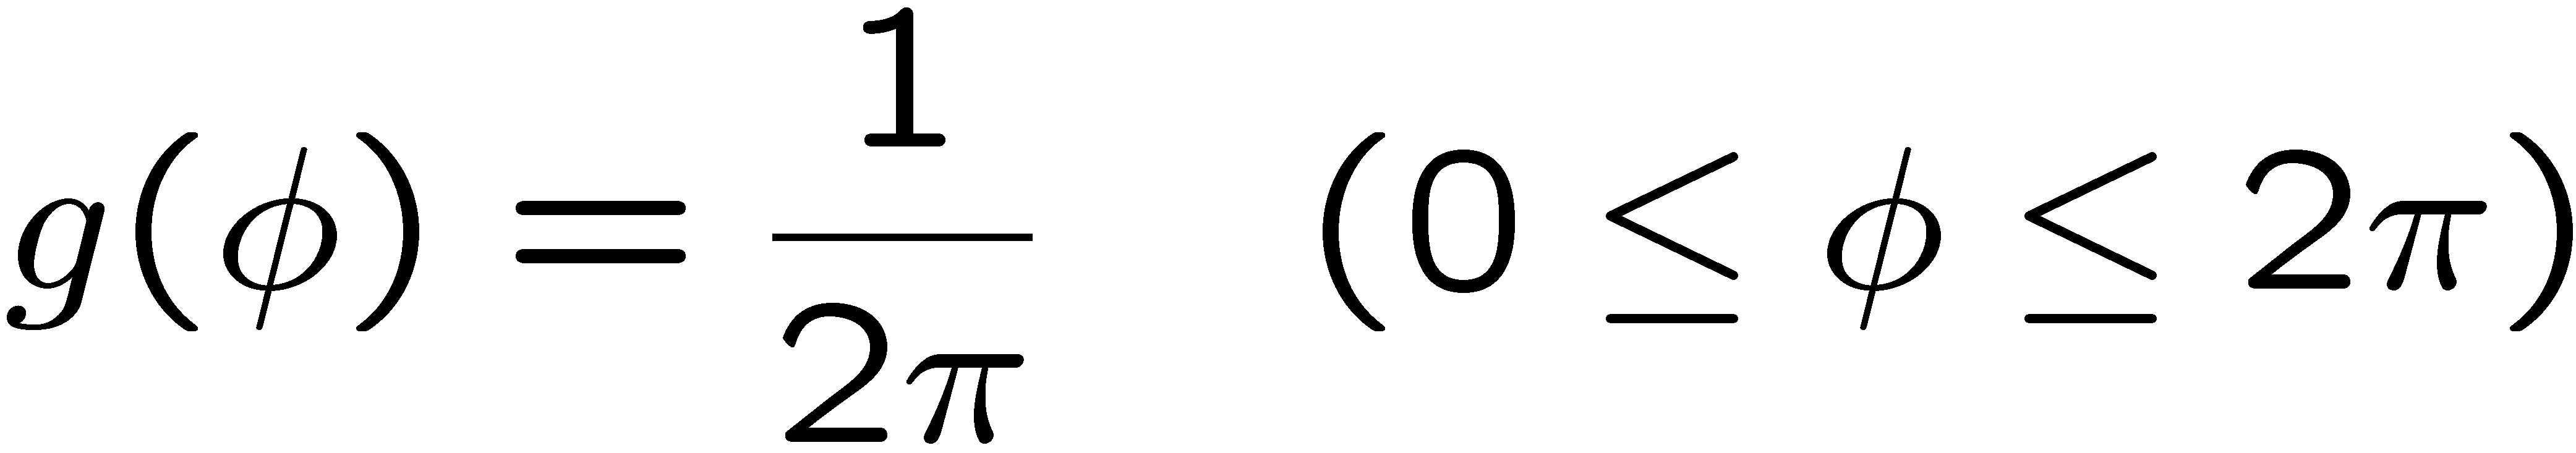 g(ϕ) = 1/2π (0 ≤ ϕ ≤ 2π)